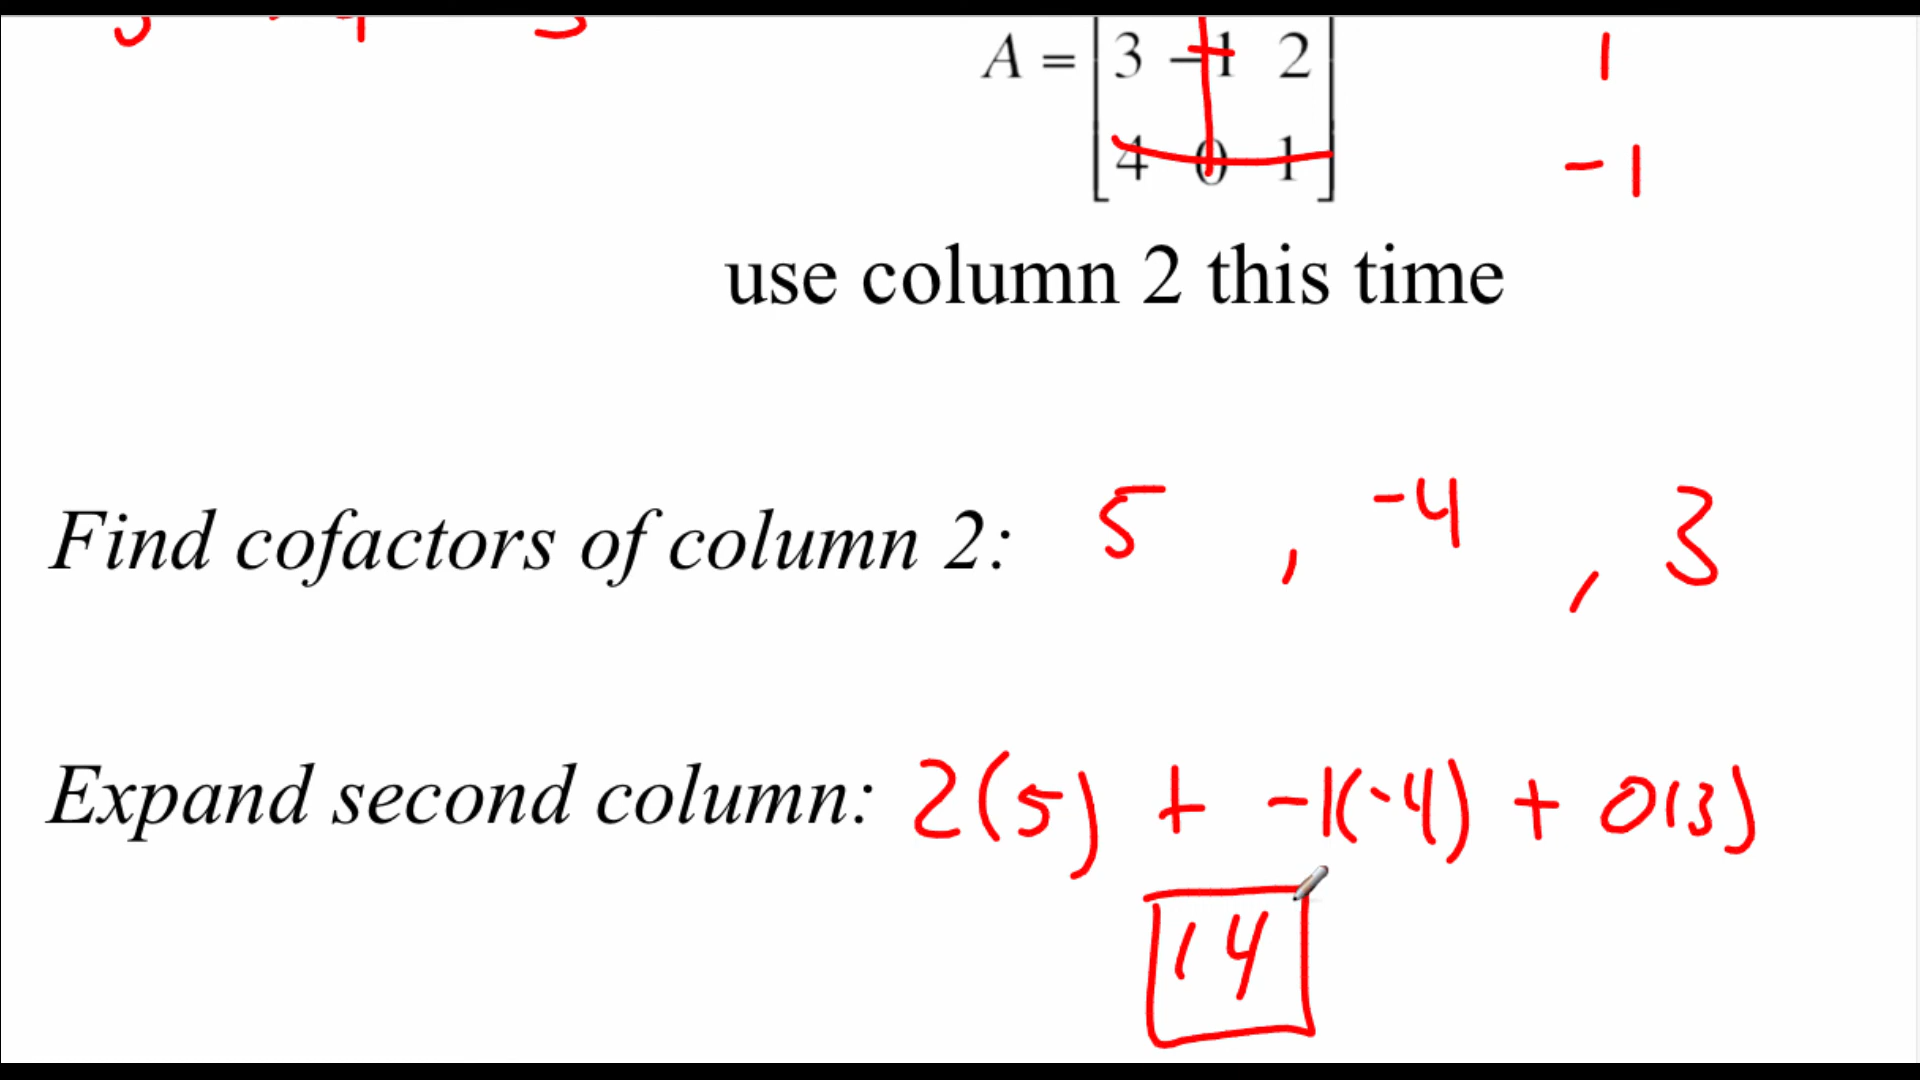 A = 3 -1 2 1
4 0 1 -1
use column 2 this time
Find cofactors of column 2: 5 , -4 , 3
Expand second column: 2(5) + -1(-4) + 0(3)
14